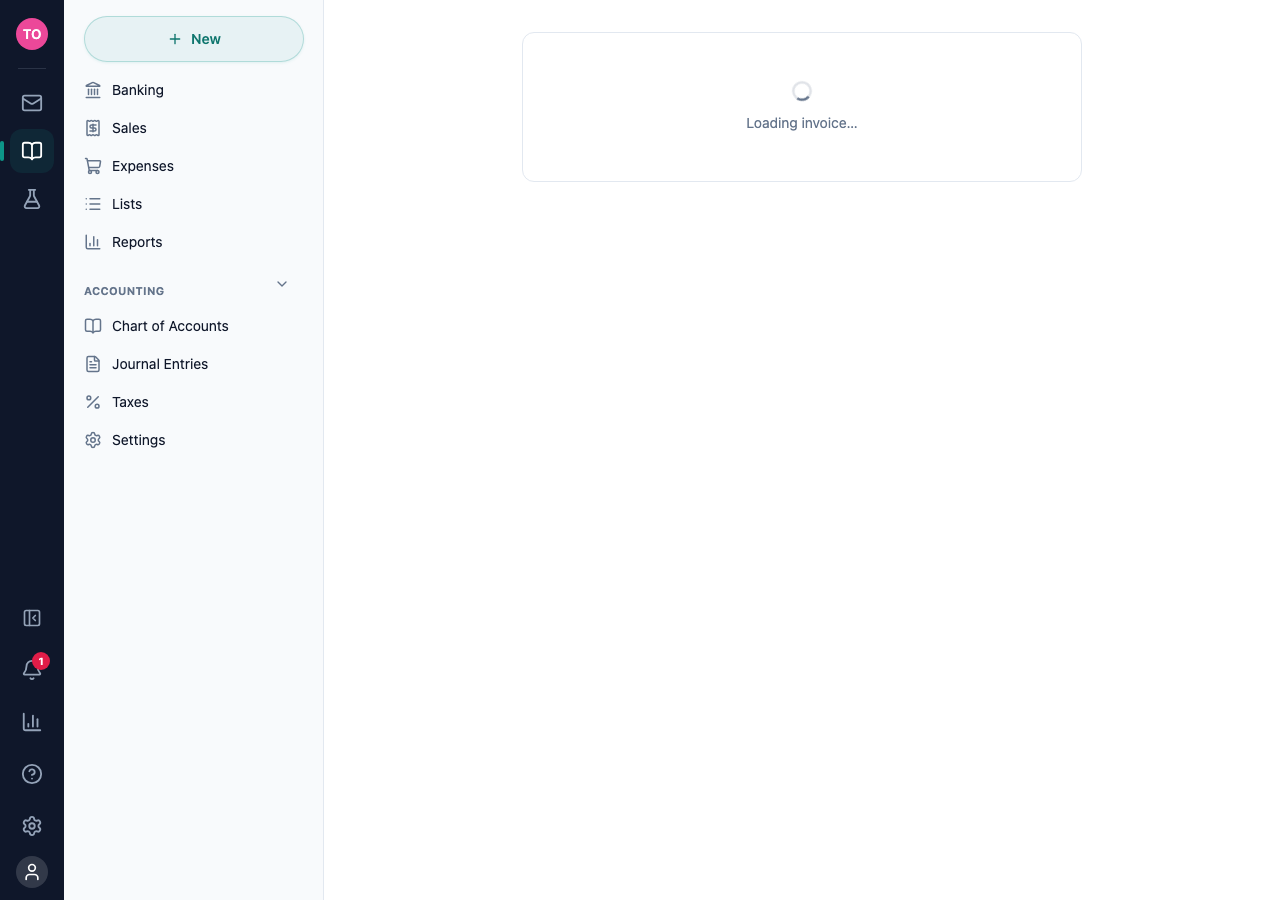 TO
New
Banking
Sales
Expenses
Lists
Reports
ACCOUNTING
Chart of Accounts
Journal Entries
Taxes
Settings
1
Loading invoice...